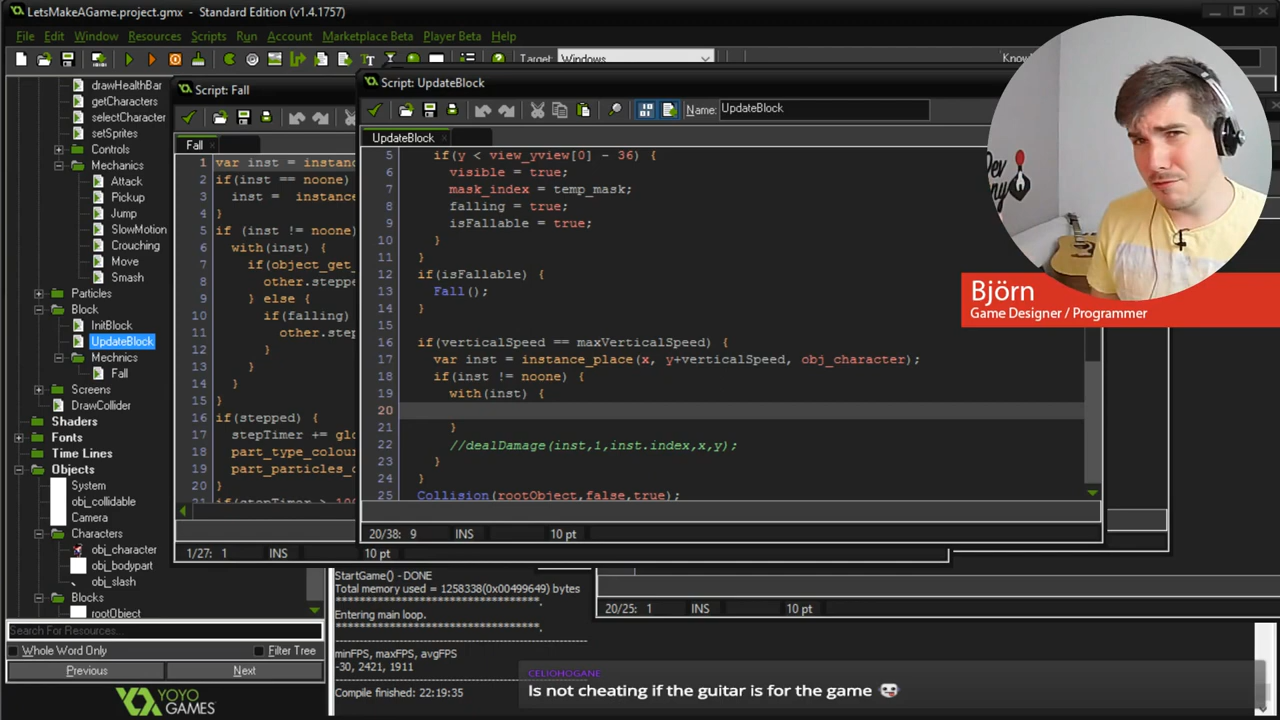 LetsMakeAGame.project.gmx - Standard Edition (v1.4.1757)
File Edit Window Resources Scripts Run Account Marketplace Beta Player Beta Help
Target: Windows
drawHealthBar
getCharacters
selectCharacter
setSprites
Controls
Mechanics
Attack
Pickup
Jump
SlowMotion
Crouching
Move
Smash
Particles
Block
InitBlock
UpdateBlock
Mechnics
Fall
Screens
DrawCollider
Shaders
Fonts
Time Lines
Objects
System
obj_collidable
Camera
Characters
obj_character
obj_bodypart
obj_slash
Blocks
rootObject
Search For Resources...
Whole Word Only Filter Tree
Previous Next
YOYO
GAMES™
Script: Fall
Fall
1 var inst = instanc
2 if(inst == noone)
3 inst = instance
4 }
5 if (inst != noone)
6 with(inst) {
7 if(object_get_
8 other.steppe
9 } else {
10 if(falling)
11 other.step
12 }
13 }
14 }
15 }
16 if(stepped) {
17 stepTimer += glo
18 part_type_colou
19 part_particles_c
20 }
21 if(stepTimer > 100
1/27: 1 INS 10 pt
Script: UpdateBlock
Name: UpdateBlock
UpdateBlock
5 if(y < view_yview[0] - 36) {
6 visible = true;
7 mask_index = temp_mask;
8 falling = true;
9 isFallable = true;
10 }
11 }
12 if(isFallable) {
13 Fall();
14 }
15
16 if(verticalSpeed == maxVerticalSpeed) {
17 var inst = instance_place(x, y+verticalSpeed, obj_character);
18 if(inst != noone) {
19 with(inst) {
20
21 }
22 //dealDamage(inst,1,inst.index,x,y);
23 }
24 }
25 Collision(rootObject,false,true);
20/38: 9 INS 10 pt
20/25: 1 INS 10 pt
StartGame() - DONE
Total memory used = 1258338(0x00499649) bytes
**********************************.
Entering main loop.
**********************************.
minFPS, maxFPS, avgFPS
-30, 2421, 1911
Compile finished: 22:19:35
Björn
Game Designer / Programmer
CELIOHOGANE
Is not cheating if the guitar is for the game